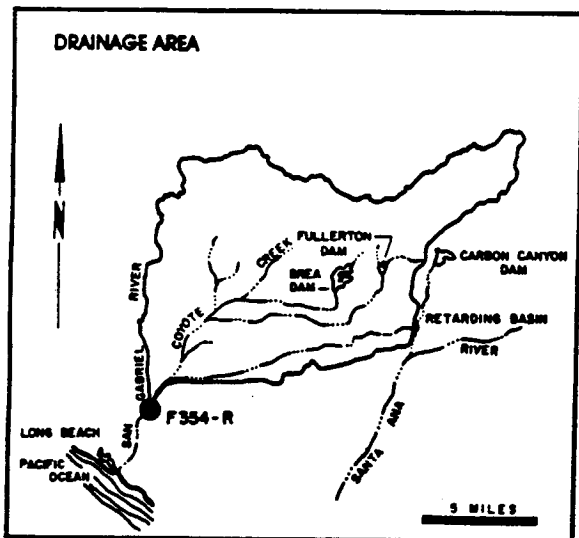 DRAINAGE AREA
N
FULLERTON
DAM
CREEK
BREA
DAM
CARBON CANYON
DAM
RIVER
COYOTE
RETARDING BASIN
RIVER
GABRIEL
F354-R
SAN
ANA
SANTA
LONG BEACH
PACIFIC
OCEAN
5 MILES